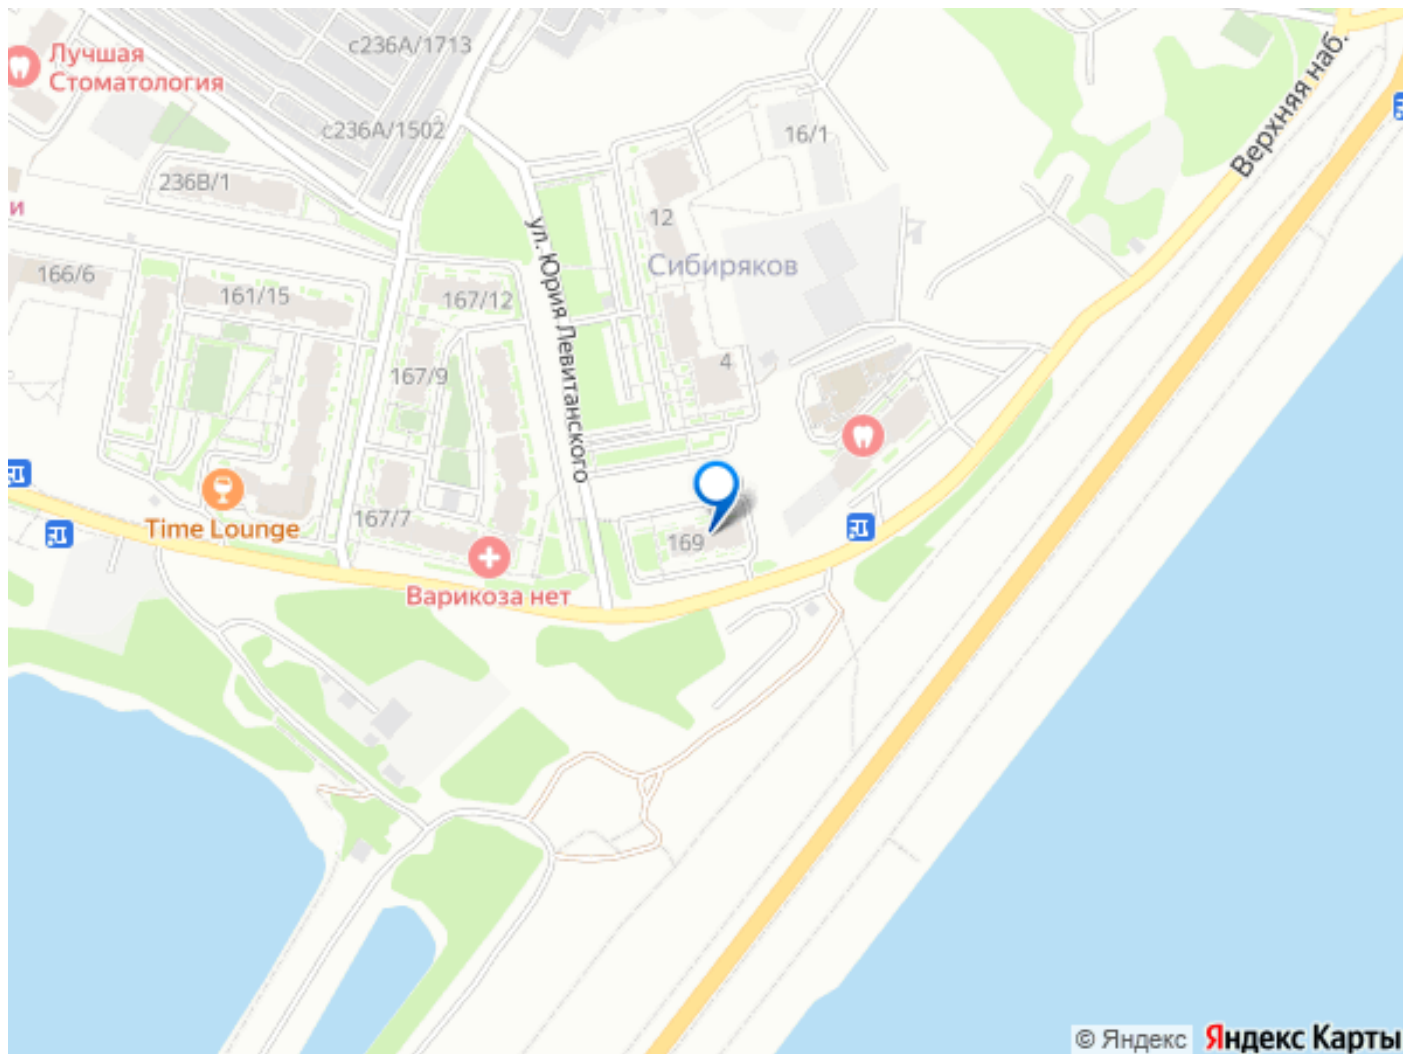 с236А/1713
Лучшая
Стоматология
с236А/1502
16/1
Верхняя наб.
236В/1
и
12
ул. Юрия Левитанского
Сибиряков
166/6
161/15
167/12
4
167/9
167/7
Time Lounge
169
Варикоза нет
© Яндекс Яндекс Карты